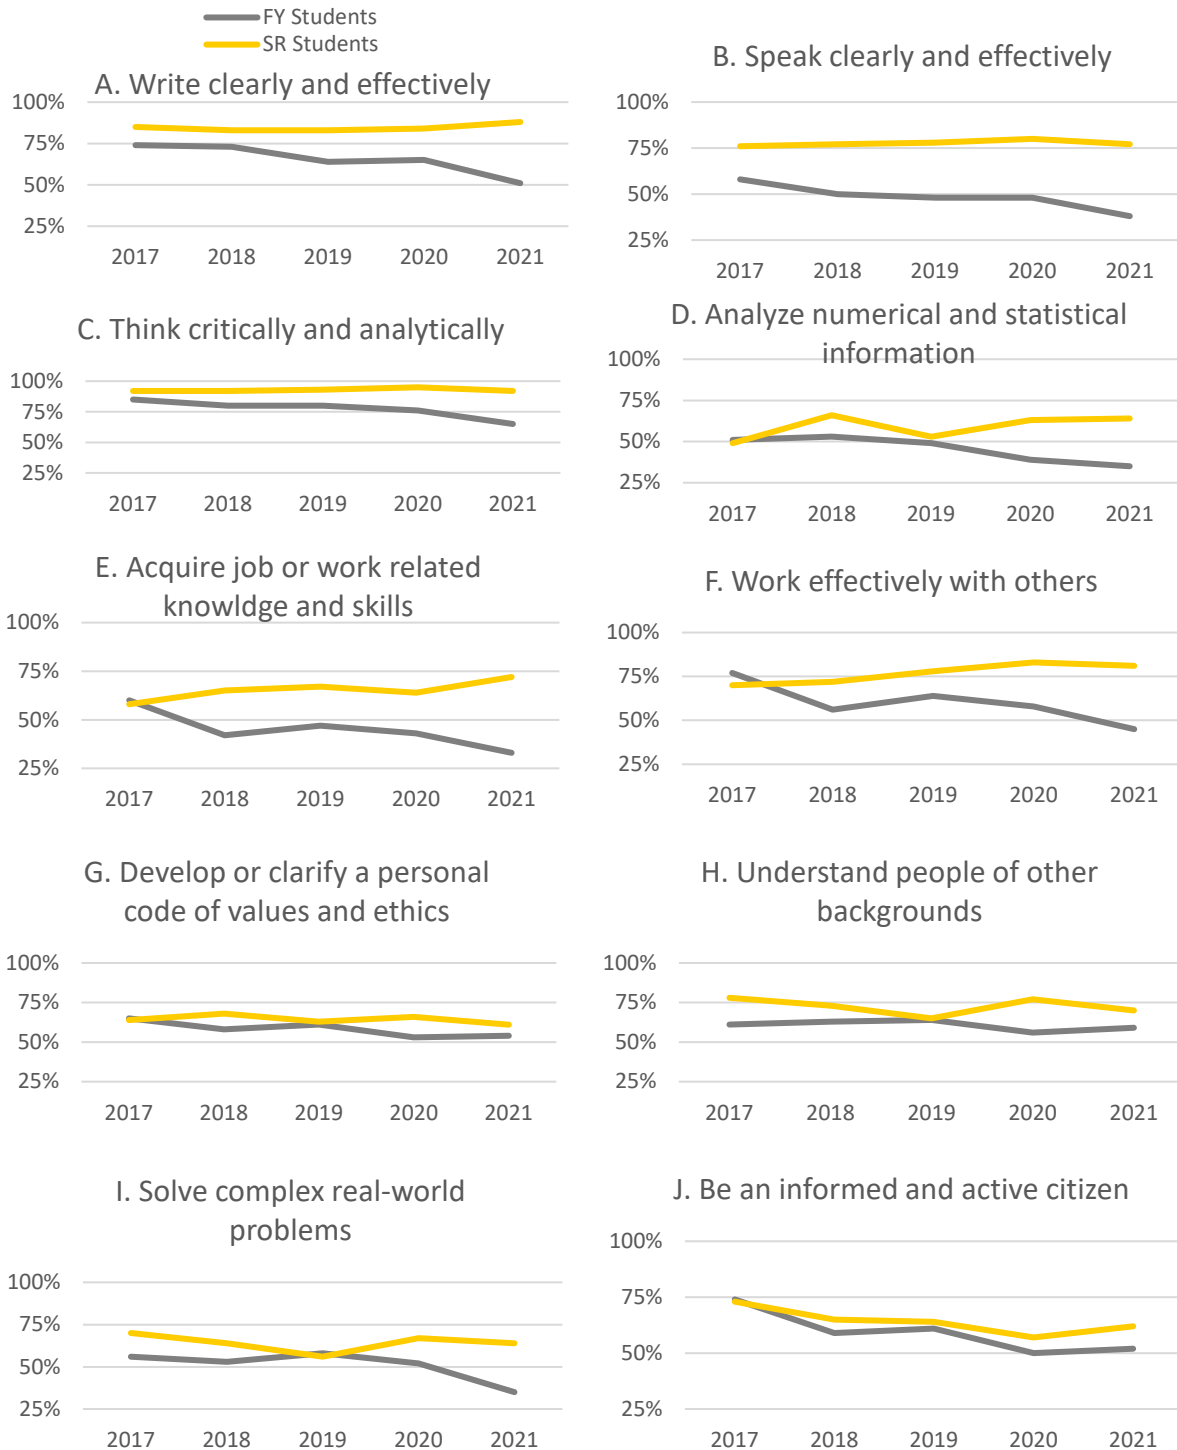 FY Students
SR Students
A. Write clearly and effectively
100%
75%
50%
25%
2017 2018 2019 2020 2021
B. Speak clearly and effectively
100%
75%
50%
25%
2017 2018 2019 2020 2021
C. Think critically and analytically
100%
75%
50%
25%
2017 2018 2019 2020 2021
D. Analyze numerical and statistical
information
100%
75%
50%
25%
2017 2018 2019 2020 2021
E. Acquire job or work related
knowldge and skills
100%
75%
50%
25%
2017 2018 2019 2020 2021
F. Work effectively with others
100%
75%
50%
25%
2017 2018 2019 2020 2021
G. Develop or clarify a personal
code of values and ethics
100%
75%
50%
25%
2017 2018 2019 2020 2021
H. Understand people of other
backgrounds
100%
75%
50%
25%
2017 2018 2019 2020 2021
I. Solve complex real-world
problems
100%
75%
50%
25%
2017 2018 2019 2020 2021
J. Be an informed and active citizen
100%
75%
50%
25%
2017 2018 2019 2020 2021